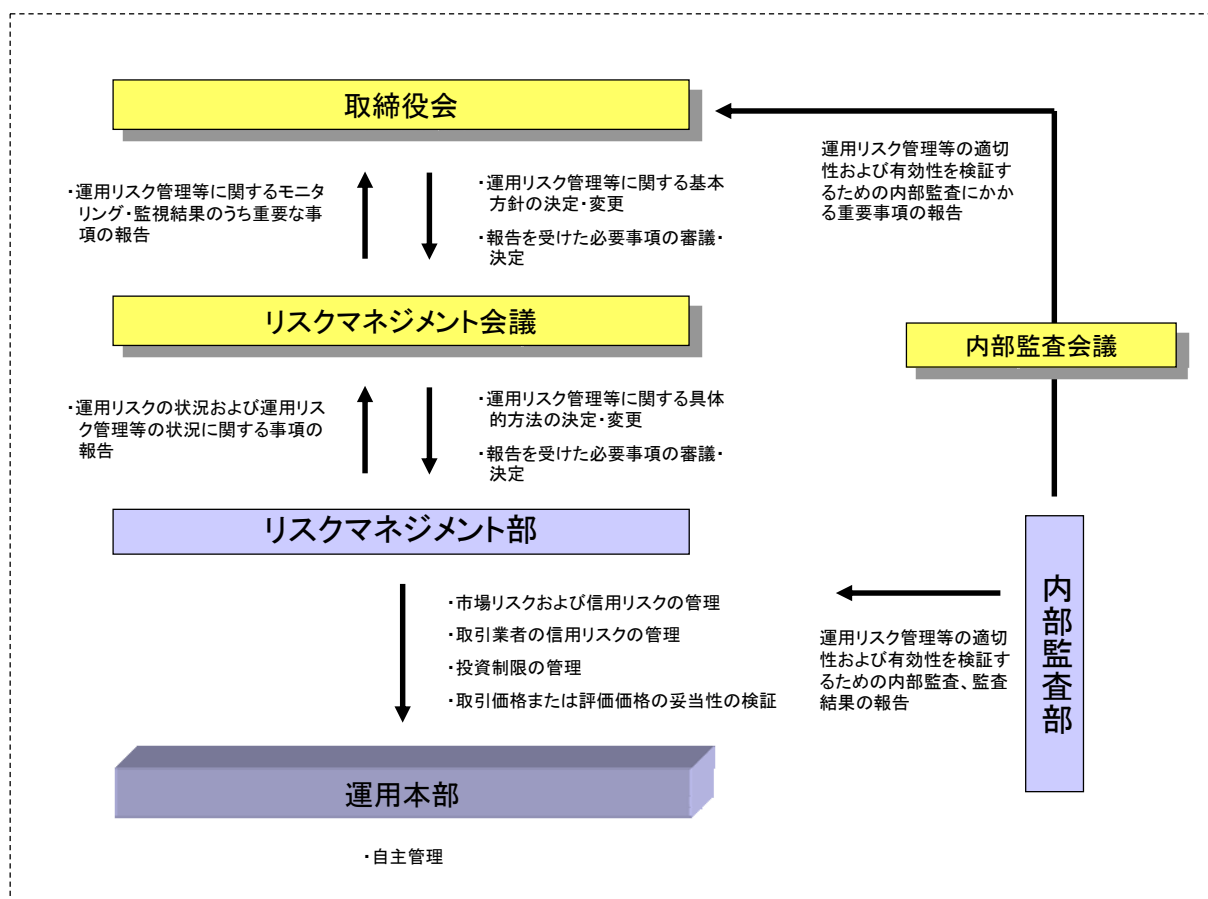 取締役会
・運用リスク管理等に関するモニ
タリング・監視結果のうち重要な事
項の報告
・運用リスク管理等に関する基本
方針の決定・変更
・報告を受けた必要事項の審議・
決定
運用リスク管理等の適切
性および有効性を検証す
るための内部監査にかか
る重要事項の報告
リスクマネジメント会議
内部監査会議
・運用リスクの状況および運用リス
ク管理等の状況に関する事項の
報告
・運用リスク管理等に関する具体
的方法の決定・変更
・報告を受けた必要事項の審議・
決定
リスクマネジメント部
・市場リスクおよび信用リスクの管理
・取引業者の信用リスクの管理
・投資制限の管理
・取引価格または評価価格の妥当性の検証
運用リスク管理等の適切
性および有効性を検証す
るための内部監査、監査
結果の報告
内部監査部
運用本部
・自主管理